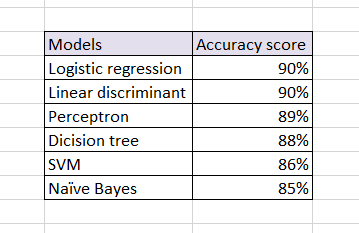 Models Accuracy score
Logistic regression 90%
Linear discriminant 90%
Perceptron 89%
Dicision tree 88%
SVM 86%
Naïve Bayes 85%